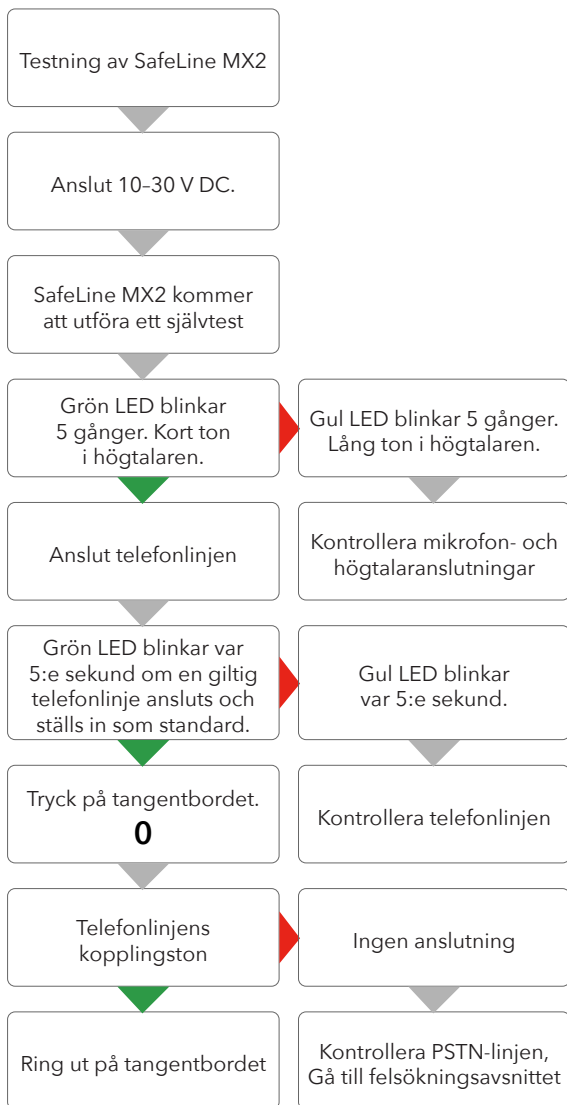 Testning av SafeLine MX2
Anslut 10–30 V DC.
SafeLine MX2 kommer
att utföra ett självtest
Grön LED blinkar
5 gånger. Kort ton
i högtalaren.
Gul LED blinkar 5 gånger.
Lång ton i högtalaren.
Anslut telefonlinjen
Kontrollera mikrofon- och
högtalaranslutningar
Grön LED blinkar var
5:e sekund om en giltig
telefonlinje ansluts och
ställs in som standard.
Gul LED blinkar
var 5:e sekund.
Tryck på tangentbordet.
0
Kontrollera telefonlinjen
Telefonlinjens
kopplingston
Ingen anslutning
Ring ut på tangentbordet
Kontrollera PSTN-linjen,
Gå till felsökningsavsnittet